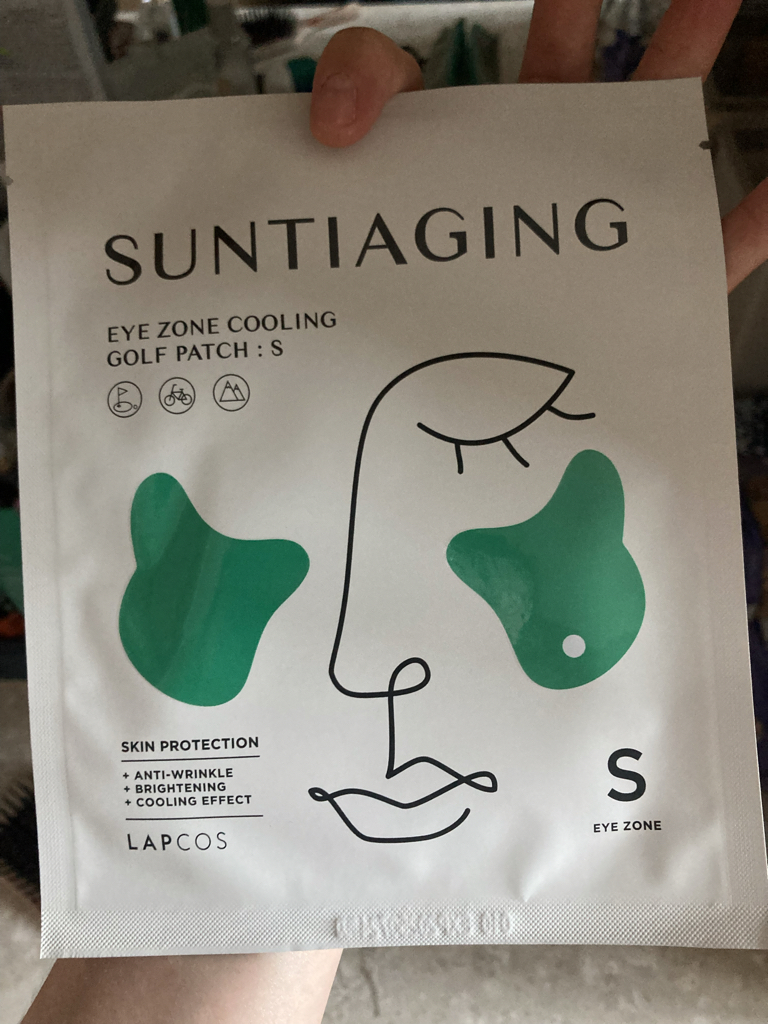 SUNTIAGING
EYE ZONE COOLING
GOLF PATCH : S
SKIN PROTECTION
+ ANTI-WRINKLE
+ BRIGHTENING
+ COOLING EFFECT
LAPCOS
S
EYE ZONE